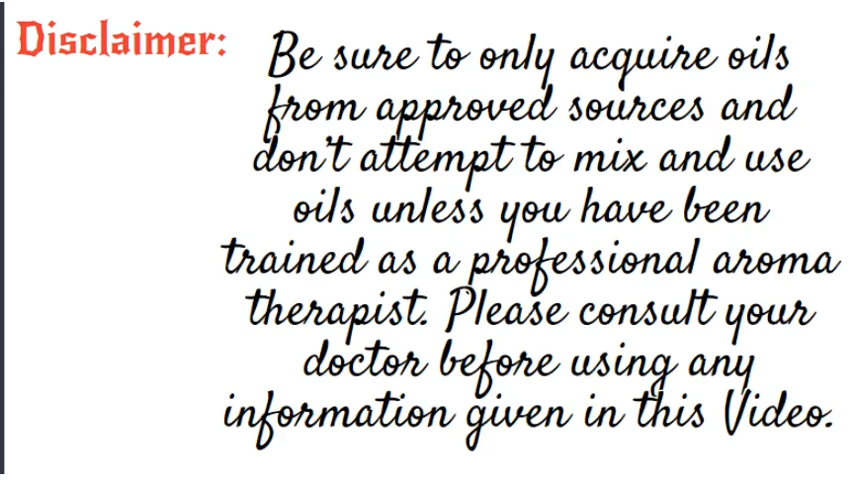 Disclaimer:
Be sure to only acquire oils
from approved sources and
don't attempt to mix and use
oils unless you have been
trained as a professional aroma
therapist. Please consult your
doctor before using any
information given in this Video.